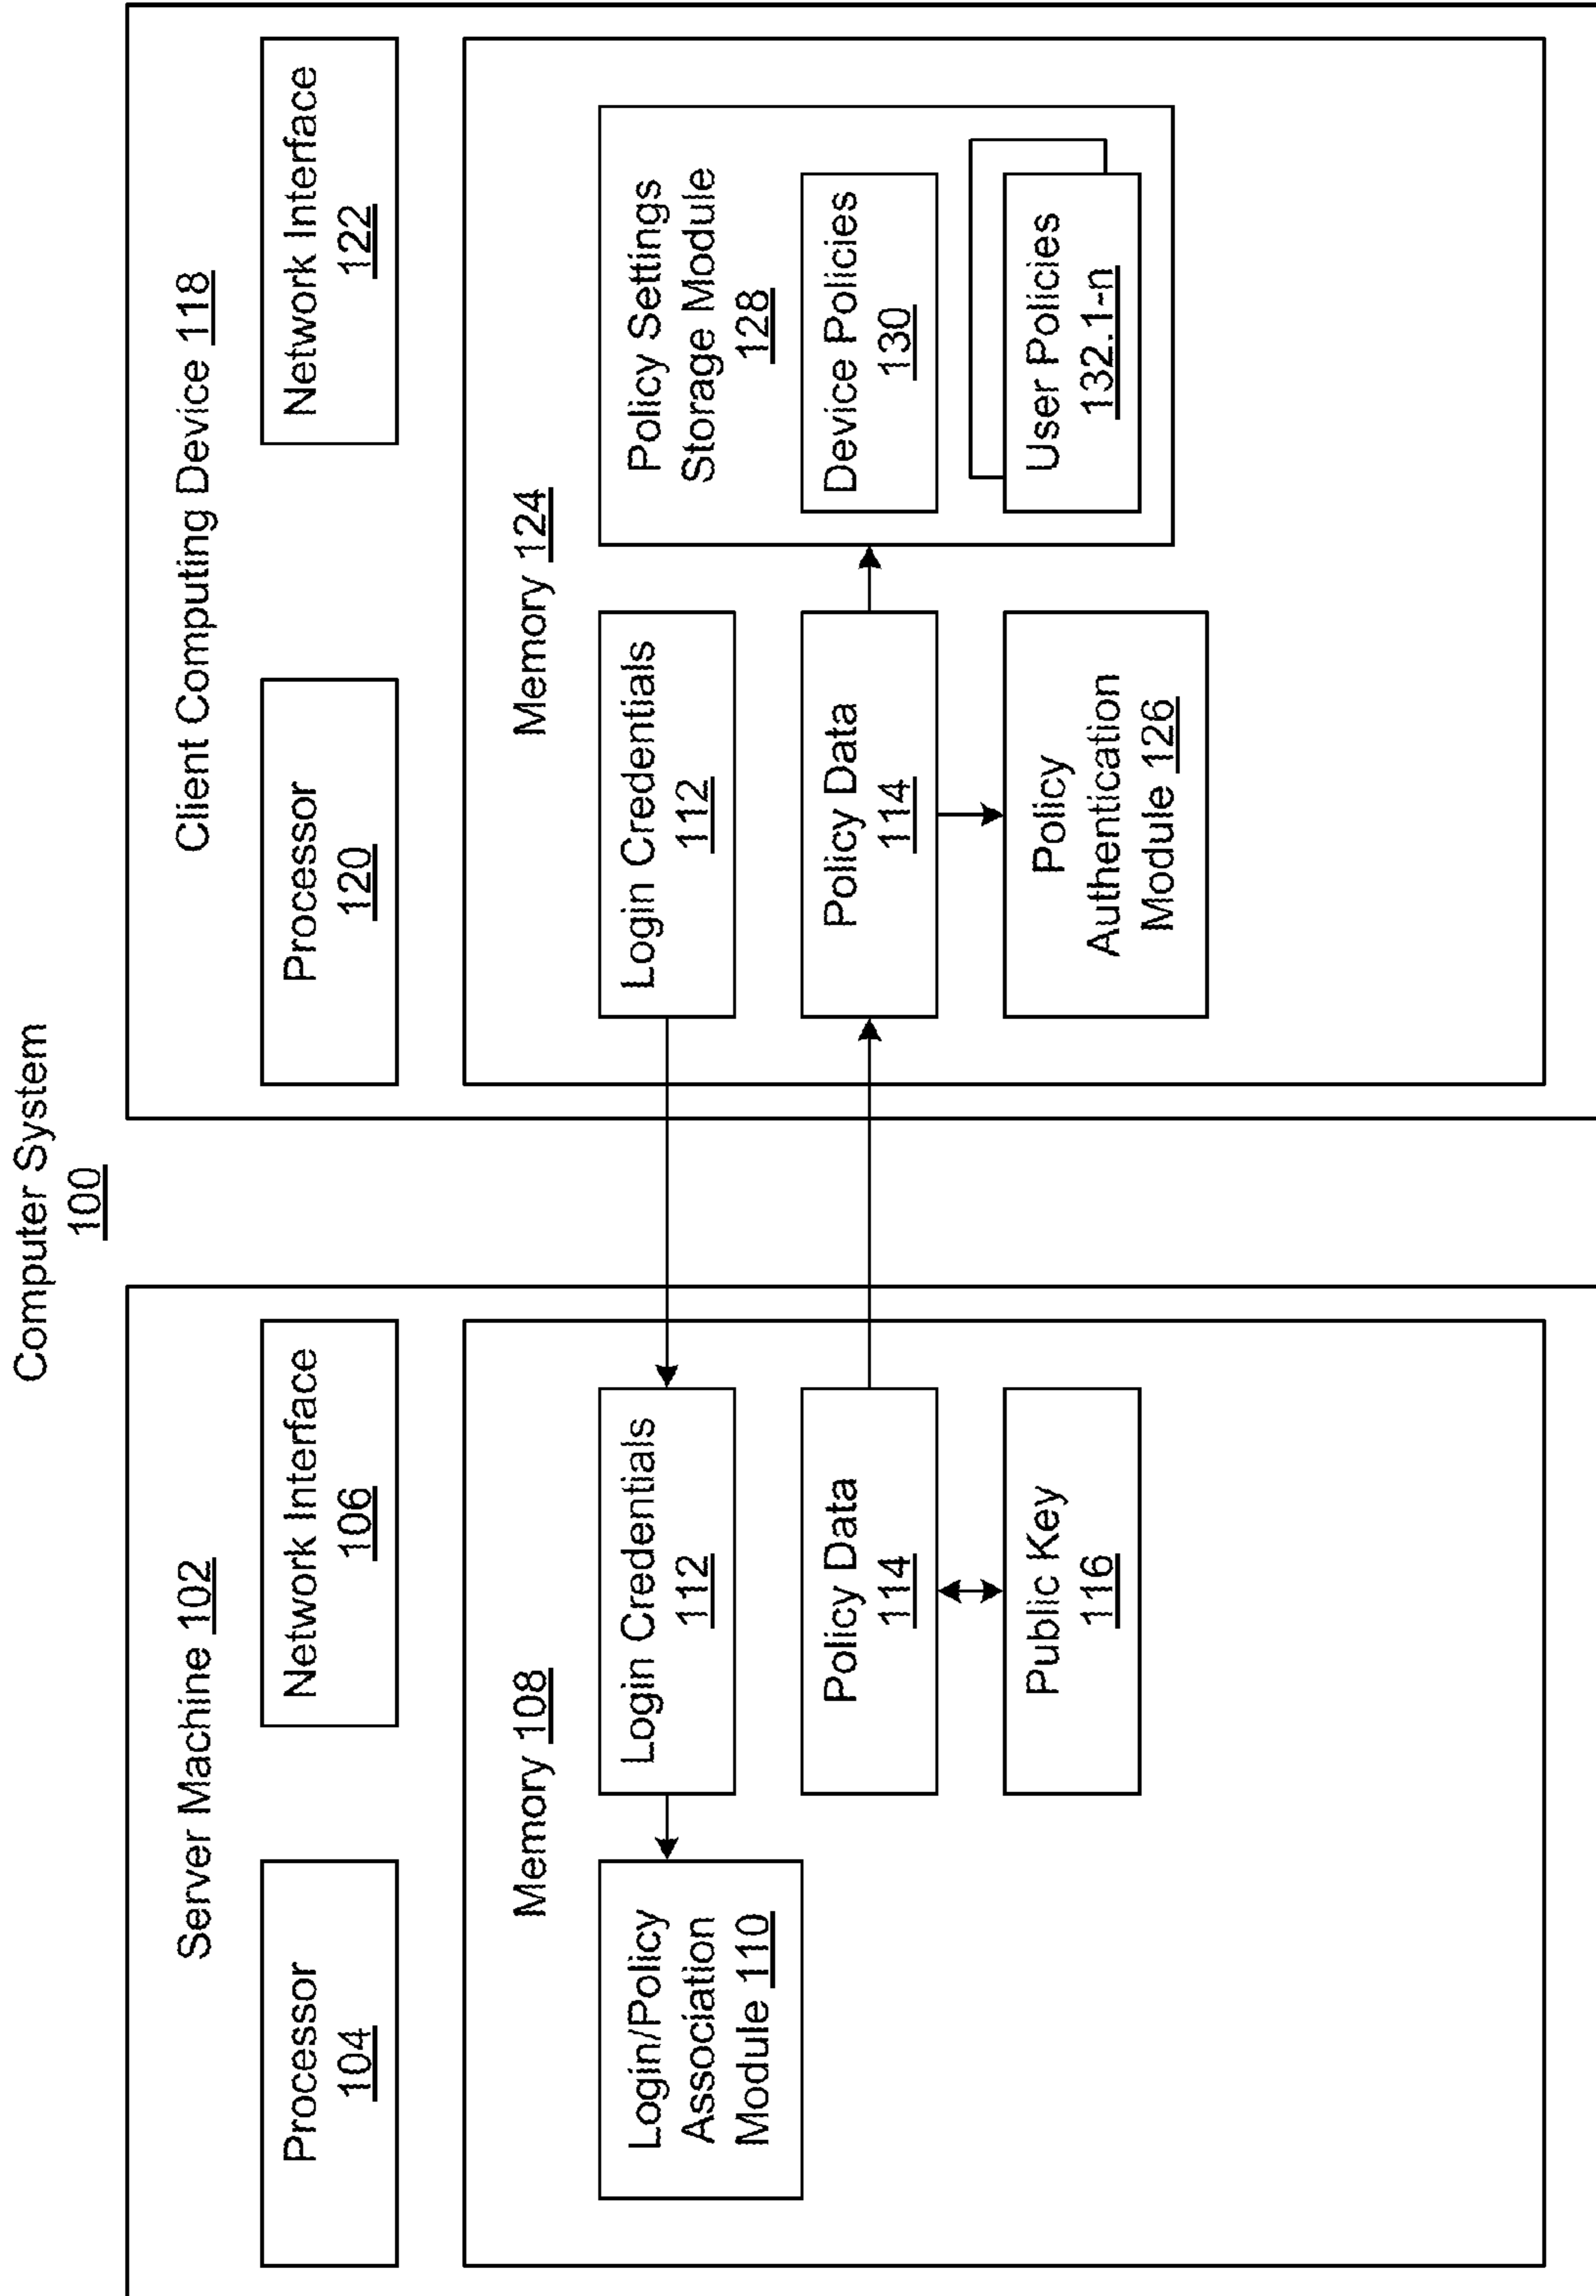 Computer System
100
Server Machine 102
Processor
104
Network Interface
106
Memory 108
Login/Policy
Association
Module 110
Login Credentials
112
Policy Data
114
Public Key
116
Client Computing Device 118
Processor
120
Network Interface
122
Memory 124
Login Credentials
112
Policy Data
114
Policy
Authentication
Module 126
Policy Settings
Storage Module
128
Device Policies
130
User Policies
132.1-n